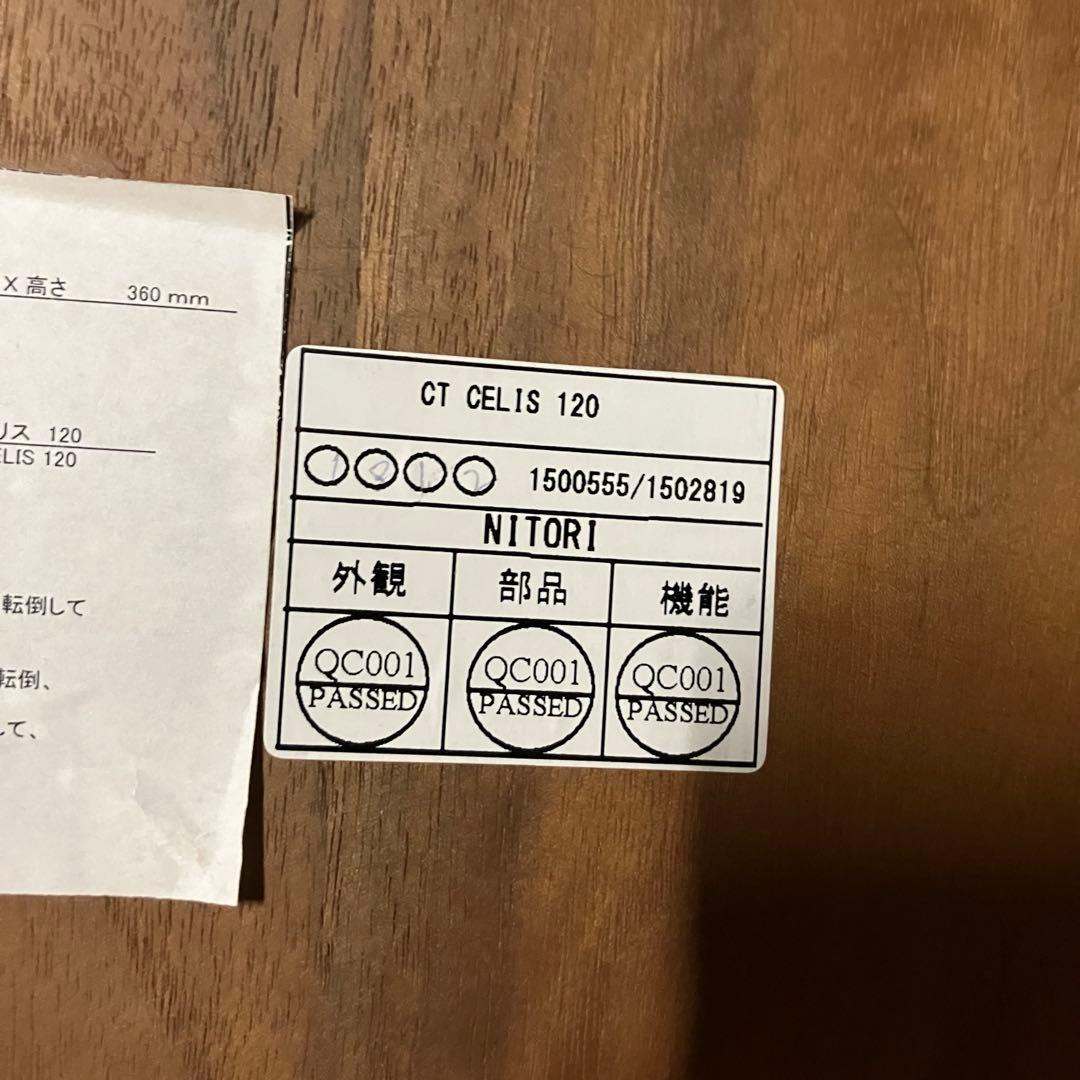 X 高さ 360 mm
リス 120
ELIS 120
転倒して
転倒、
して、
CT CELIS 120
1500555/1502819
NITORI
外観 部品 機能
QC001 QC001 QC001
PASSED PASSED PASSED